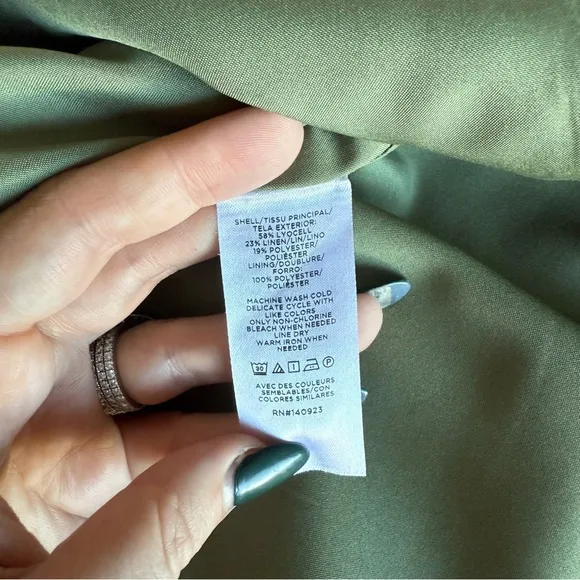 SHELL/TISSU PRINCIPAL/
TELA EXTERIOR:
58% LYOCELL
23% LINEN/LIN/LINO
19% POLYESTER/
POLIÉSTER
LINING/DOUBLURE/
FORRO:
100% POLYESTER/
POLIÉSTER
MACHINE WASH COLD
DELICATE CYCLE WITH
LIKE COLORS
ONLY NON-CHLORINE
BLEACH WHEN NEEDED
LINE DRY
WARM IRON WHEN
NEEDED
30 P
AVEC DES COULEURS
SEMBLABLES/CON
COLORES SIMILARES
RN#140923